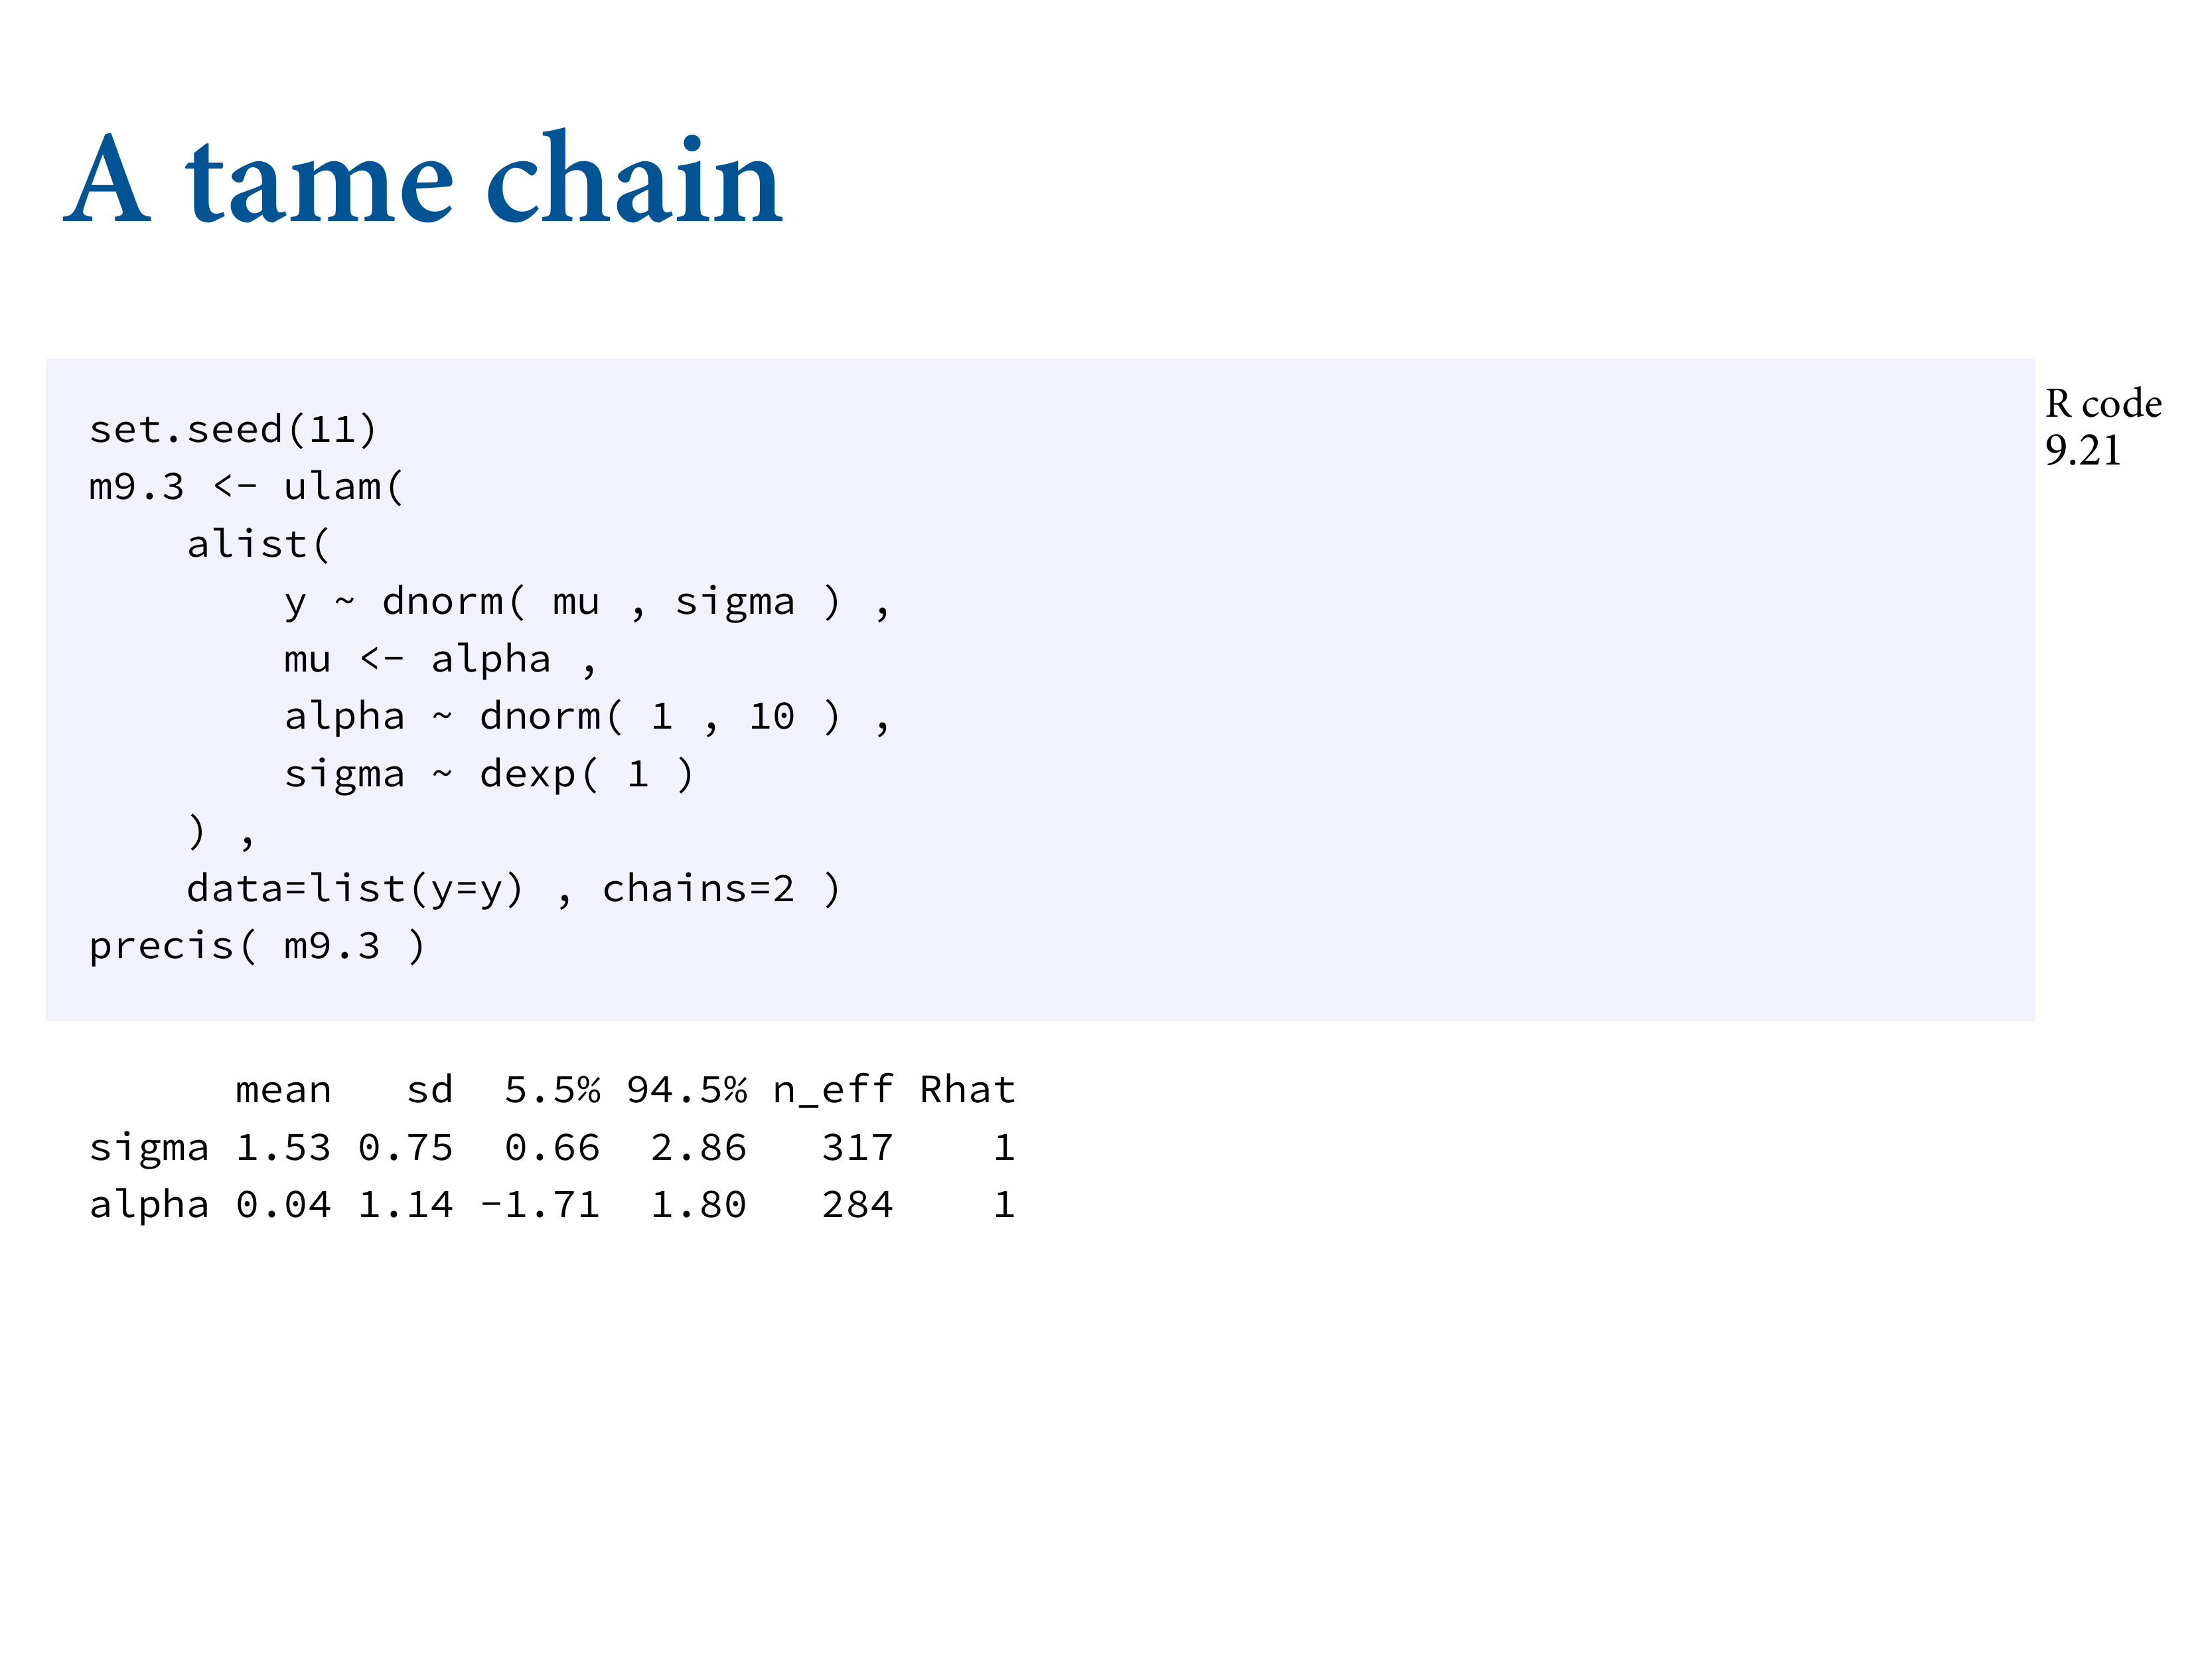 A tame chain
R code
9.21
set.seed(11)
m9.3 <- ulam(
    alist(
        y ~ dnorm( mu , sigma ) ,
        mu <- alpha ,
        alpha ~ dnorm( 1 , 10 ) ,
        sigma ~ dexp( 1 )
    ) ,
    data=list(y=y) , chains=2 )
precis( m9.3 )
      mean   sd  5.5% 94.5% n_eff Rhat
sigma 1.53 0.75  0.66  2.86   317    1
alpha 0.04 1.14 -1.71  1.80   284    1